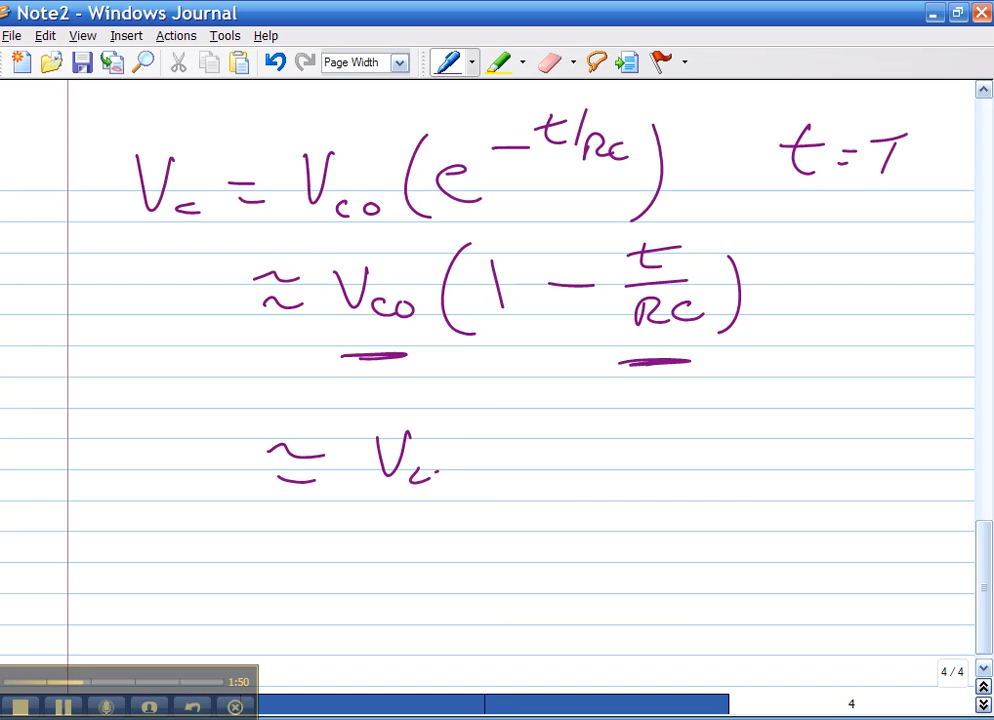 Note2 - Windows Journal
File Edit View Insert Actions Tools Help
Page Width
Vc = Vco (e^-t/RC) t = T
≈ Vco (1 - t/RC)
≅ Vc
4 / 4
1:50
4